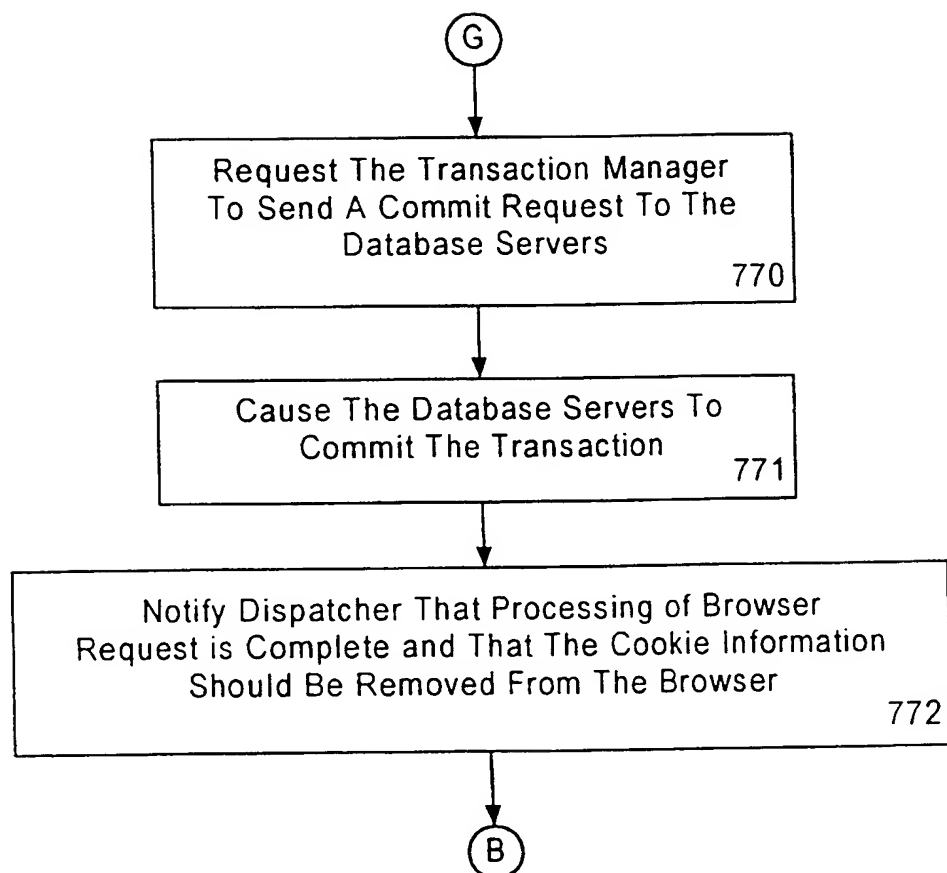 G
Request The Transaction Manager
To Send A Commit Request To The
Database Servers
770
Cause The Database Servers To
Commit The Transaction
771
Notify Dispatcher That Processing of Browser
Request is Complete and That The Cookie Information
Should Be Removed From The Browser
772
B